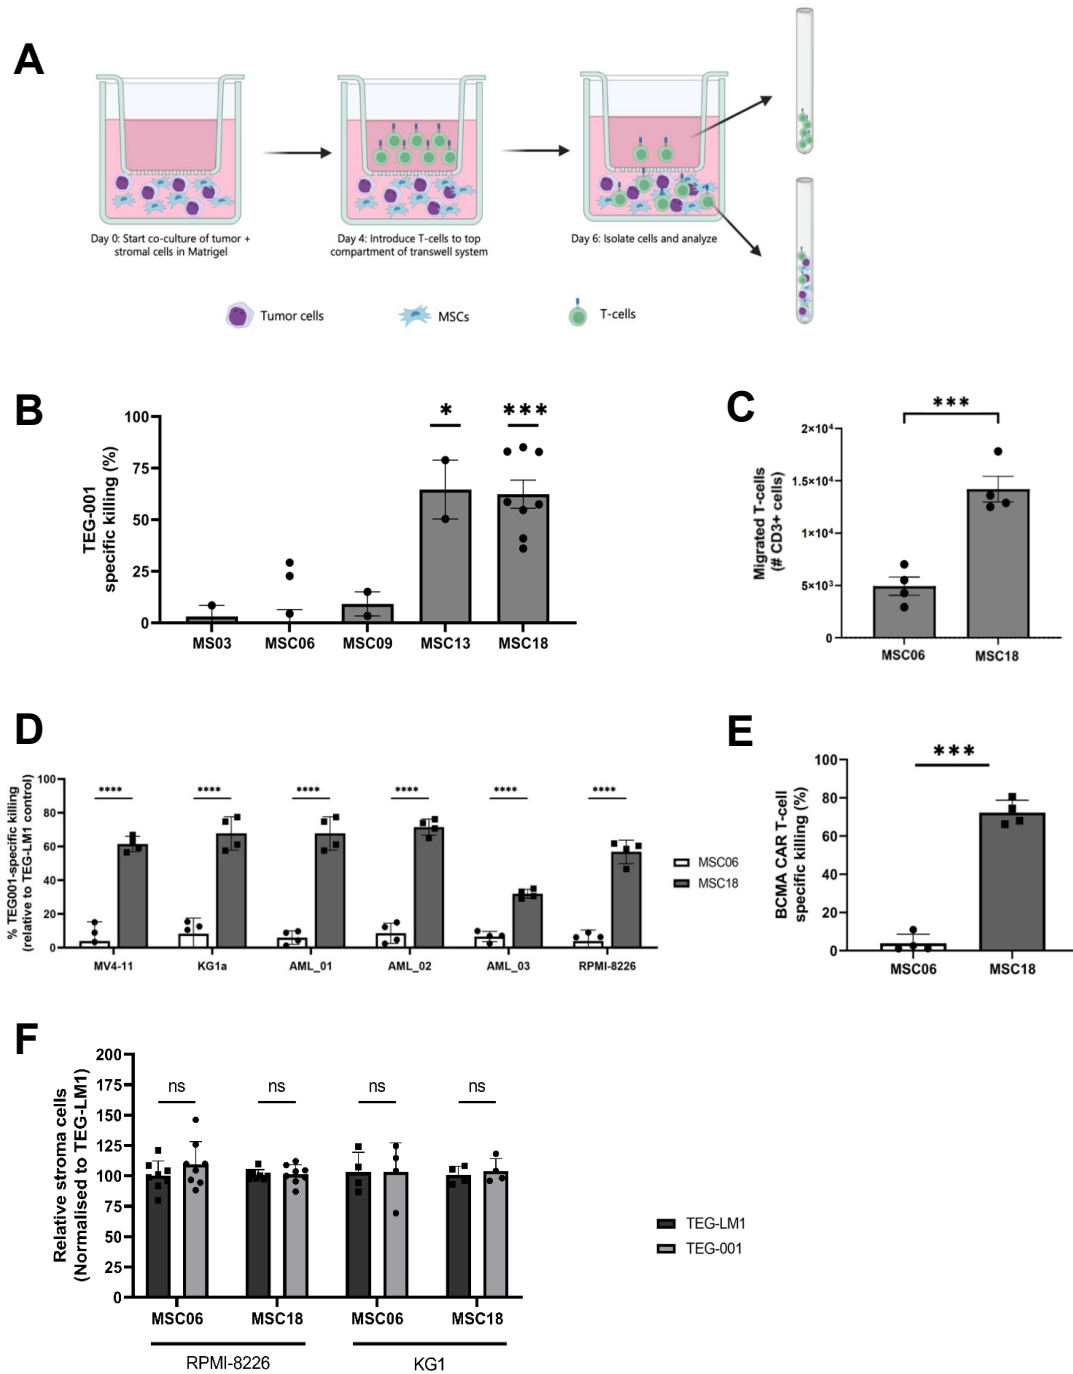 A
Day 0: Start co-culture of tumor +
stromal cells in Matrigel
Day 4: Introduce T-cells to top
compartment of transwell system
Day 6: Isolate cells and analyze
Tumor cells
MSCs
T-cells
B
TEG-001
specific killing (%)
100
75
50
25
0
*
***
MS03
MSC06
MSC09
MSC13
MSC18
C
Migrated T-cells
(# CD3+ cells)
2×10⁴
1.5×10⁴
1×10⁴
5×10³
0
***
MSC06
MSC18
D
% TEG001-specific killing
(relative to TEG-LM1 control)
100
80
60
40
20
0
****
****
****
****
****
****
MV4-11
KG1a
AML_01
AML_02
AML_03
RPMI-8226
MSC06
MSC18
E
BCMA CAR T-cell
specific killing (%)
100
80
60
40
20
0
***
MSC06
MSC18
F
Relative stroma cells
(Normalised to TEG-LM1)
200
175
150
125
100
75
50
25
0
ns
ns
ns
ns
MSC06
MSC18
MSC06
MSC18
RPMI-8226
KG1
TEG-LM1
TEG-001